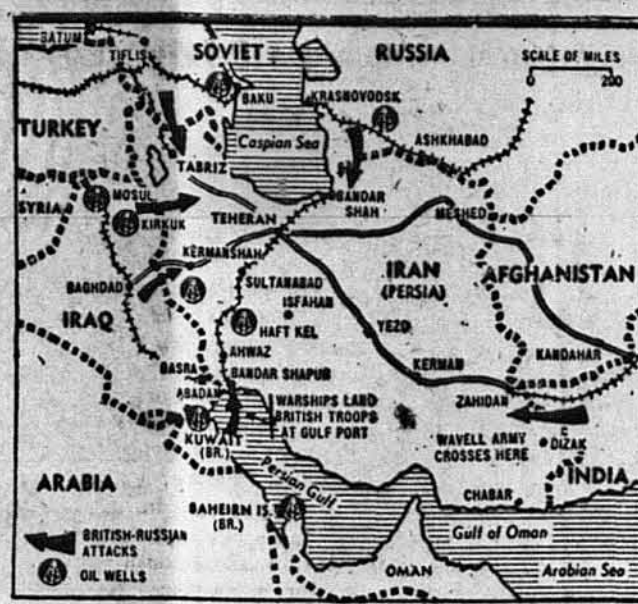 BATUM
TIFLIS
SOVIET
RUSSIA
SCALE OF MILES
0 200
BAKU
KRASNOVODSK
ASHKHABAD
TURKEY
Caspian Sea
TABRIZ
SYRIA
MOSUL
KIRKUK
TEHERAN
BANDAR
SHAH
MESHED
KERMANSHAH
BAGHDAD
SULTANABAD
ISFAHAN
IRAN
(PERSIA)
AFGHANISTAN
IRAQ
HAFT KEL
YEZD
AHWAZ
BASRA
BANDAR SHAPUR
KERMAN
KANDAHAR
ABADAN
ZAHIDAN
WARSHIPS LAND
BRITISH TROOPS
AT GULF PORT
KUWAIT
(BR.)
WAVELL ARMY
CROSSES HERE
DIZAK
ARABIA
Persian Gulf
INDIA
BAHEIRN IS.
(BR.)
CHABAR
BRITISH-RUSSIAN
ATTACKS
OIL WELLS
Gulf of Oman
OMAN
Arabian Sea